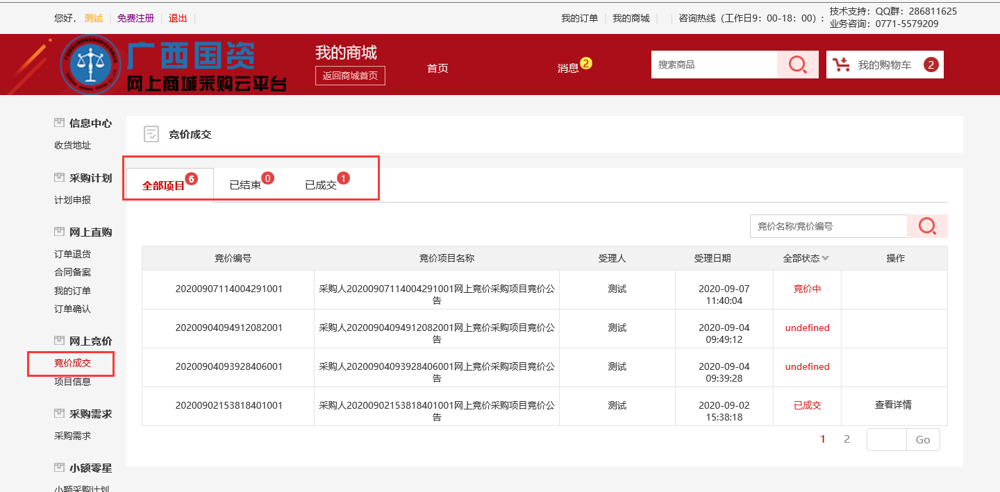 您好， 测试 | 免费注册 | 退出 |
我的订单 | 我的商城 | | 咨询热线（工作日9：00-18：00）:
技术支持：QQ群：286811625
业务咨询：0771-5579209
广西国资
网上商城采购云平台
我的商城
返回商城首页
首页
消息 2
搜索商品
我的购物车 2
信息中心
收货地址
采购计划
计划申报
网上直购
订单退货
合同备案
我的订单
订单确认
网上竞价
竞价成交
项目信息
采购需求
采购需求
小额零星
小额采购计划
竞价成交
全部项目 6 已结束 0 已成交 1
竞价名称/竞价编号
竞价编号 竞价项目名称 受理人 受理日期 全部状态 操作
20200907114004291001 采购人20200907114004291001网上竞价采购项目竞价公 测试 2020-09-07 竞价中
告 11:40:04
20200904094912082001 采购人20200904094912082001网上竞价采购项目竞价公 测试 2020-09-04 undefined
告 09:49:12
20200904093928406001 采购人20200904093928406001网上竞价采购项目竞价公 测试 2020-09-04 undefined
告 09:39:28
20200902153818401001 采购人20200902153818401001网上竞价采购项目竞价公 测试 2020-09-02 已成交 查看详情
告 15:38:18
1 2 Go